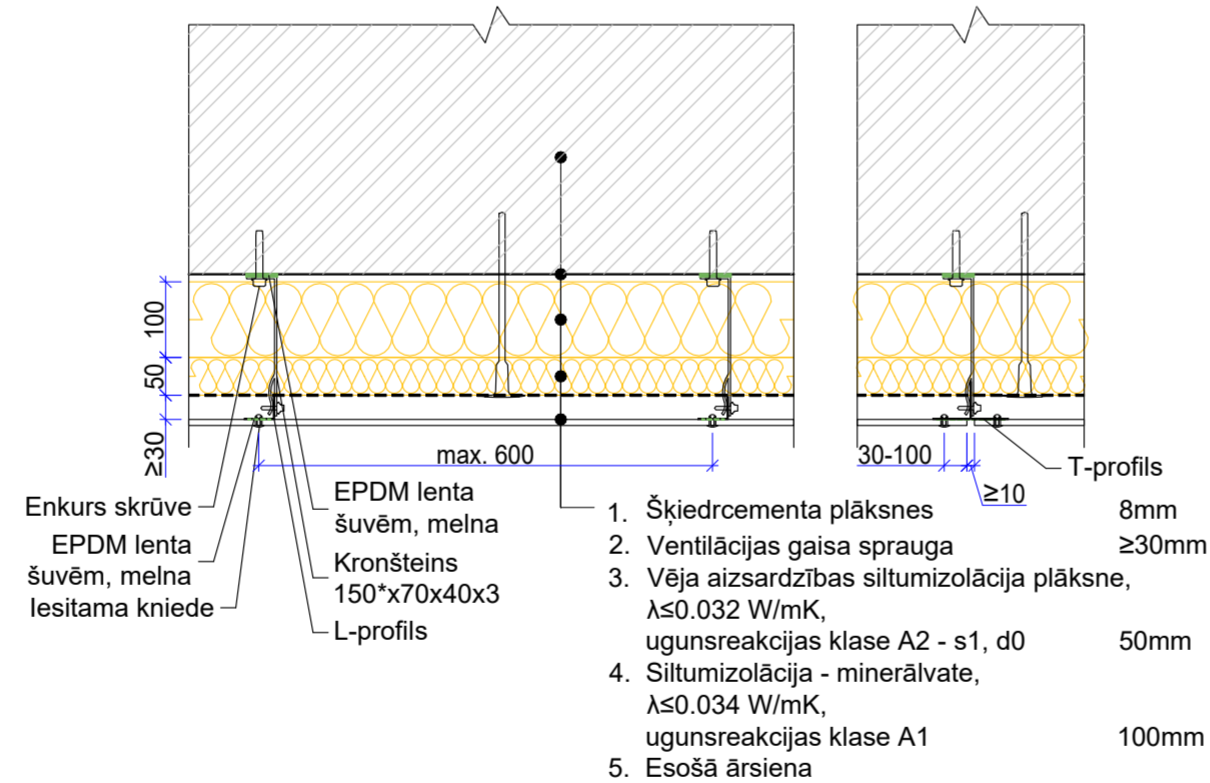 100
50
≥30
max. 600
30-100
≥10
T-profils
Enkurs skrūve
EPDM lenta
šuvēm, melna
Iesitama kniede
EPDM lenta
šuvēm, melna
Kronšteins
150*x70x40x3
L-profils
1. Šķiedrcementa plāksnes 8mm
2. Ventilācijas gaisa sprauga ≥30mm
3. Vēja aizsardzības siltumizolācija plāksne,
λ≤0.032 W/mK,
ugunsreakcijas klase A2 - s1, d0 50mm
4. Siltumizolācija - minerālvate,
λ≤0.034 W/mK,
ugunsreakcijas klase A1 100mm
5. Esošā ārsiena